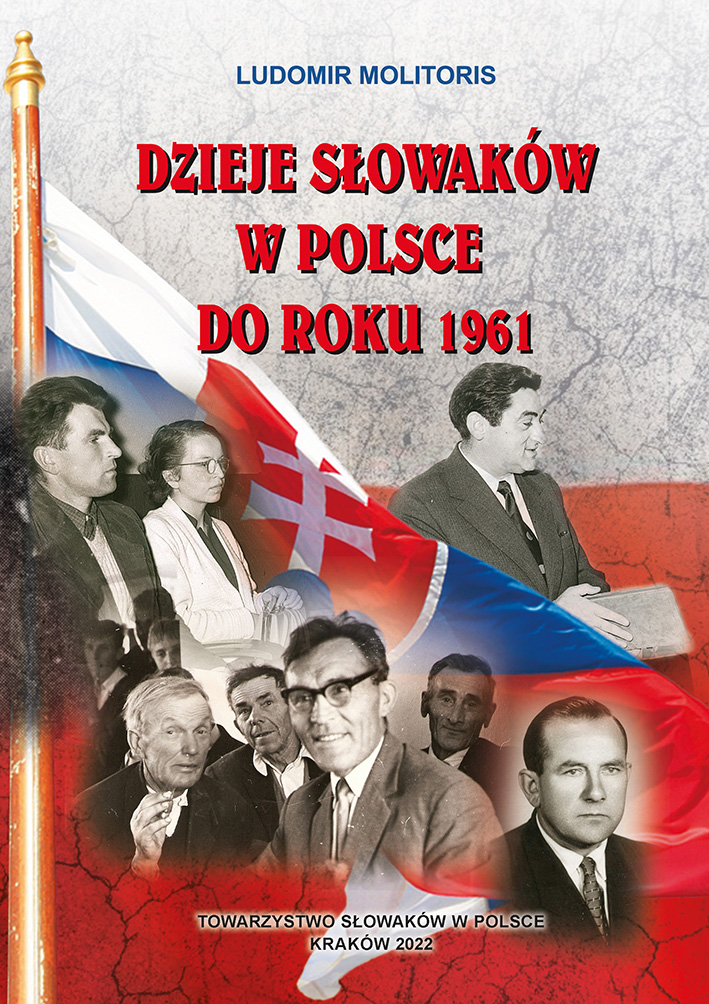 LUDOMIR MOLITORIS
DZIEJE SŁOWAKÓW
W POLSCE
DO ROKU 1961
TOWARZYSTWO SŁOWAKÓW W POLSCE
KRAKÓW 2022